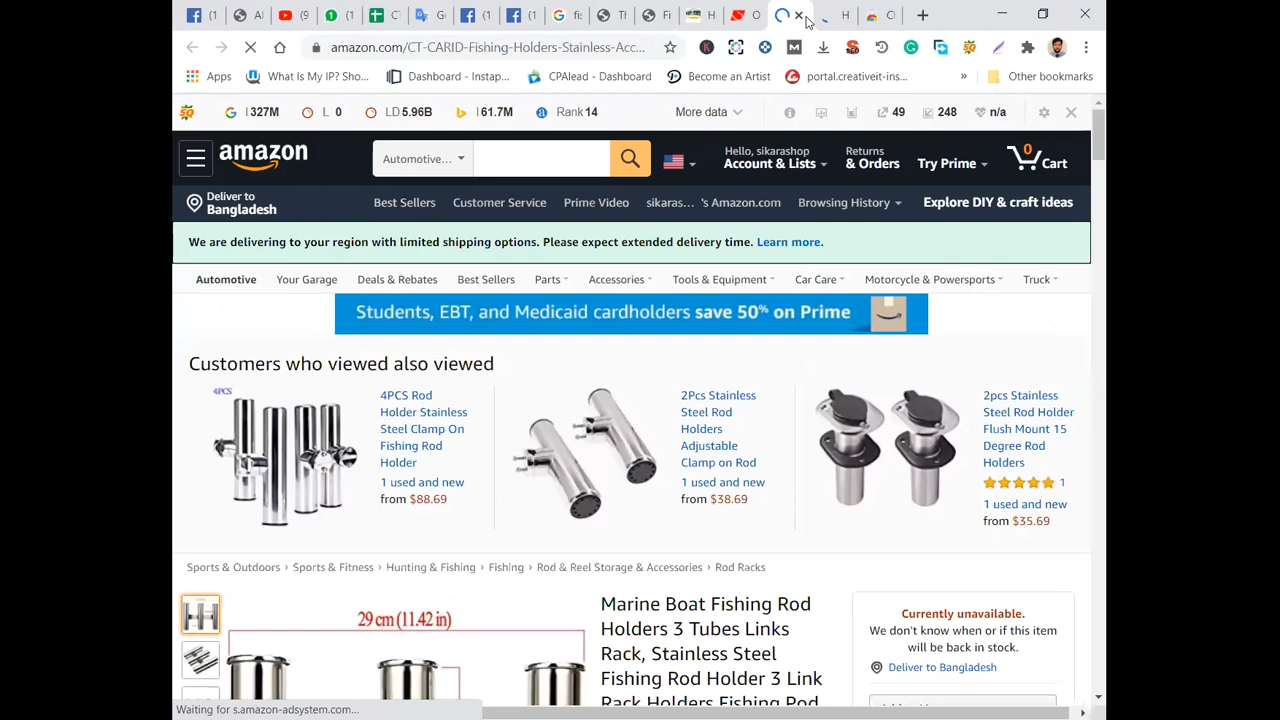 (1
Al
(1
(1
C
G
(1
(1
fis
Tl
Fi
H
O
H
Cl
amazon.com/CT-CARID-Fishing-Holders-Stainless-Acc...
Apps
What Is My IP? Sho...
Dashboard - Instap...
CPAlead - Dashboard
Become an Artist
portal.creativeit-ins...
»
Other bookmarks
I 327M
L 0
LD 5.96B
I 61.7M
Rank 14
More data
49
248
n/a
amazon
Automotive...
Hello, sikarashop
Account & Lists
Returns
& Orders
Try Prime
0
Cart
Deliver to
Bangladesh
Best Sellers
Customer Service
Prime Video
sikaras... 's Amazon.com
Browsing History
Explore DIY & craft ideas
We are delivering to your region with limited shipping options. Please expect extended delivery time. Learn more.
Automotive
Your Garage
Deals & Rebates
Best Sellers
Parts
Accessories
Tools & Equipment
Car Care
Motorcycle & Powersports
Truck
Students, EBT, and Medicaid cardholders save 50% on Prime
Customers who viewed also viewed
4PCS
4PCS Rod
Holder Stainless
Steel Clamp On
Fishing Rod
Holder
1 used and new
from $88.69
2Pcs Stainless
Steel Rod
Holders
Adjustable
Clamp on Rod
1 used and new
from $38.69
2pcs Stainless
Steel Rod Holder
Flush Mount 15
Degree Rod
Holders
1
1 used and new
from $35.69
Sports & Outdoors › Sports & Fitness › Hunting & Fishing › Fishing › Rod & Reel Storage & Accessories › Rod Racks
29 cm (11.42 in)
Marine Boat Fishing Rod
Holders 3 Tubes Links
Rack, Stainless Steel
Fishing Rod Holder 3 Link
Rack Holders Fishing Pod
Currently unavailable.
We don't know when or if this item
will be back in stock.
Deliver to Bangladesh
Waiting for s.amazon-adsystem.com...